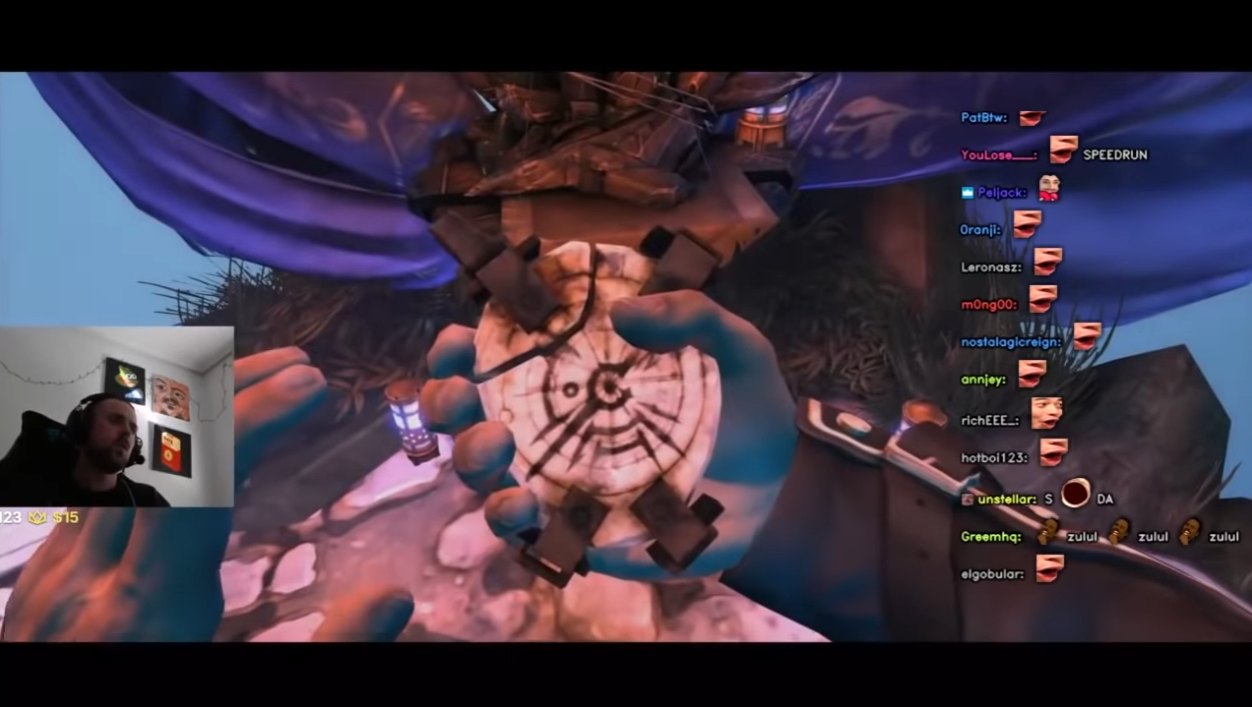 PatBtw:
YouLose___: SPEEDRUN
Peljack:
Oranji:
Leronasz:
m0ng00:
nostalagicreign:
annjey:
richEEE_:
hotboi123:
unstellar: S DA
Greemhq: zulul zulul zulul
elgobular:
123 $15